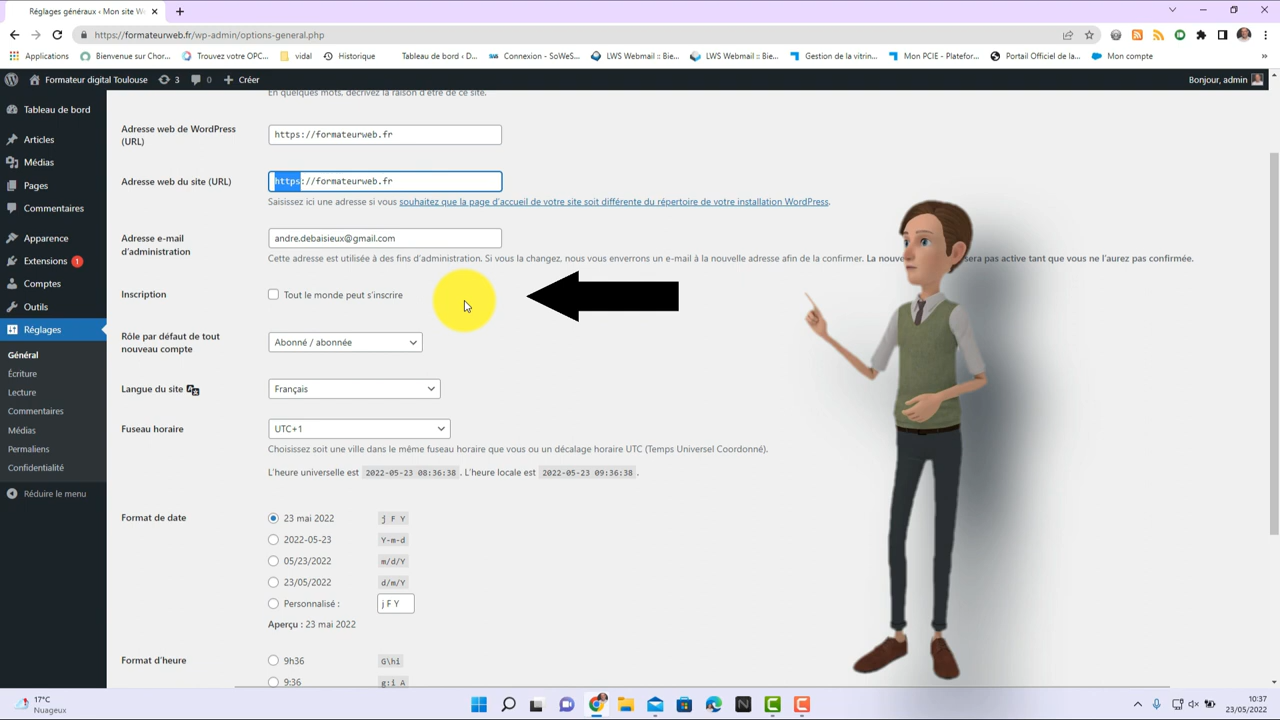 Réglages généraux ‹ Mon site W
https://formateurweb.fr/wp-admin/options-general.php
Applications
Bienvenue sur Chor...
Trouvez votre OPC...
vidal
Historique
Tableau de bord ‹ D...
Connexion - SoWeS...
LWS Webmail :: Bie...
LWS Webmail :: Bie...
Gestion de la vitrin...
Mon PCIE - Platefor...
Portail Officiel de la...
Mon compte
»
Formateur digital Toulouse
3
0
Créer
Bonjour, admin
Tableau de bord
Articles
Médias
Pages
Commentaires
Apparence
Extensions 1
Comptes
Outils
Réglages
Général
Écriture
Lecture
Commentaires
Médias
Permaliens
Confidentialité
Réduire le menu
En quelques mots, décrivez la raison d'être de ce site.
Adresse web de WordPress
(URL)
https://formateurweb.fr
Adresse web du site (URL)
https://formateurweb.fr
Saisissez ici une adresse si vous souhaitez que la page d'accueil de votre site soit différente du répertoire de votre installation WordPress.
Adresse e-mail
d'administration
andre.debaisieux@gmail.com
Cette adresse est utilisée à des fins d'administration. Si vous la changez, nous vous enverrons un e-mail à la nouvelle adresse afin de la confirmer. La nouve sera pas active tant que vous ne l'aurez pas confirmée.
Inscription
Tout le monde peut s'inscrire
Rôle par défaut de tout
nouveau compte
Abonné / abonnée
Langue du site
Français
Fuseau horaire
UTC+1
Choisissez soit une ville dans le même fuseau horaire que vous ou un décalage horaire UTC (Temps Universel Coordonné).
L'heure universelle est 2022-05-23 08:36:38. L'heure locale est 2022-05-23 09:36:38.
Format de date
23 mai 2022 j F Y
2022-05-23 Y-m-d
05/23/2022 m/d/Y
23/05/2022 d/m/Y
Personnalisé : j F Y
Aperçu : 23 mai 2022
Format d'heure
9h36 G\hi
9:36 g:i A
17°C
Nuageux
10:37
23/05/2022